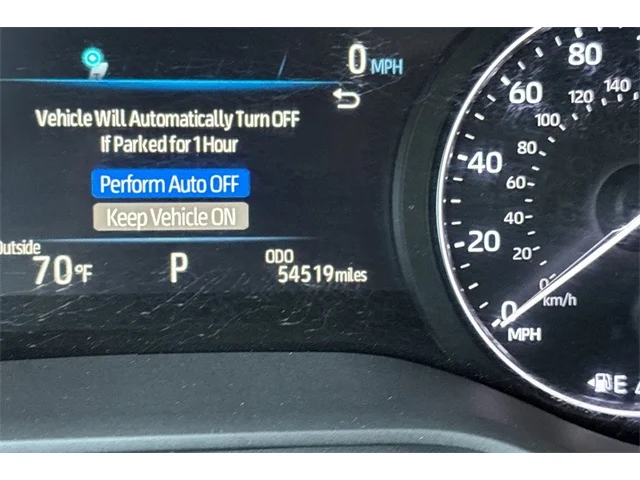 0 MPH
Vehicle Will Automatically Turn OFF
If Parked for 1 Hour
Perform Auto OFF
Keep Vehicle ON
Outside
70°F
P
ODO
54519 miles
80
60
40
20
0
MPH
140
120
100
80
60
40
20
0
km/h
E